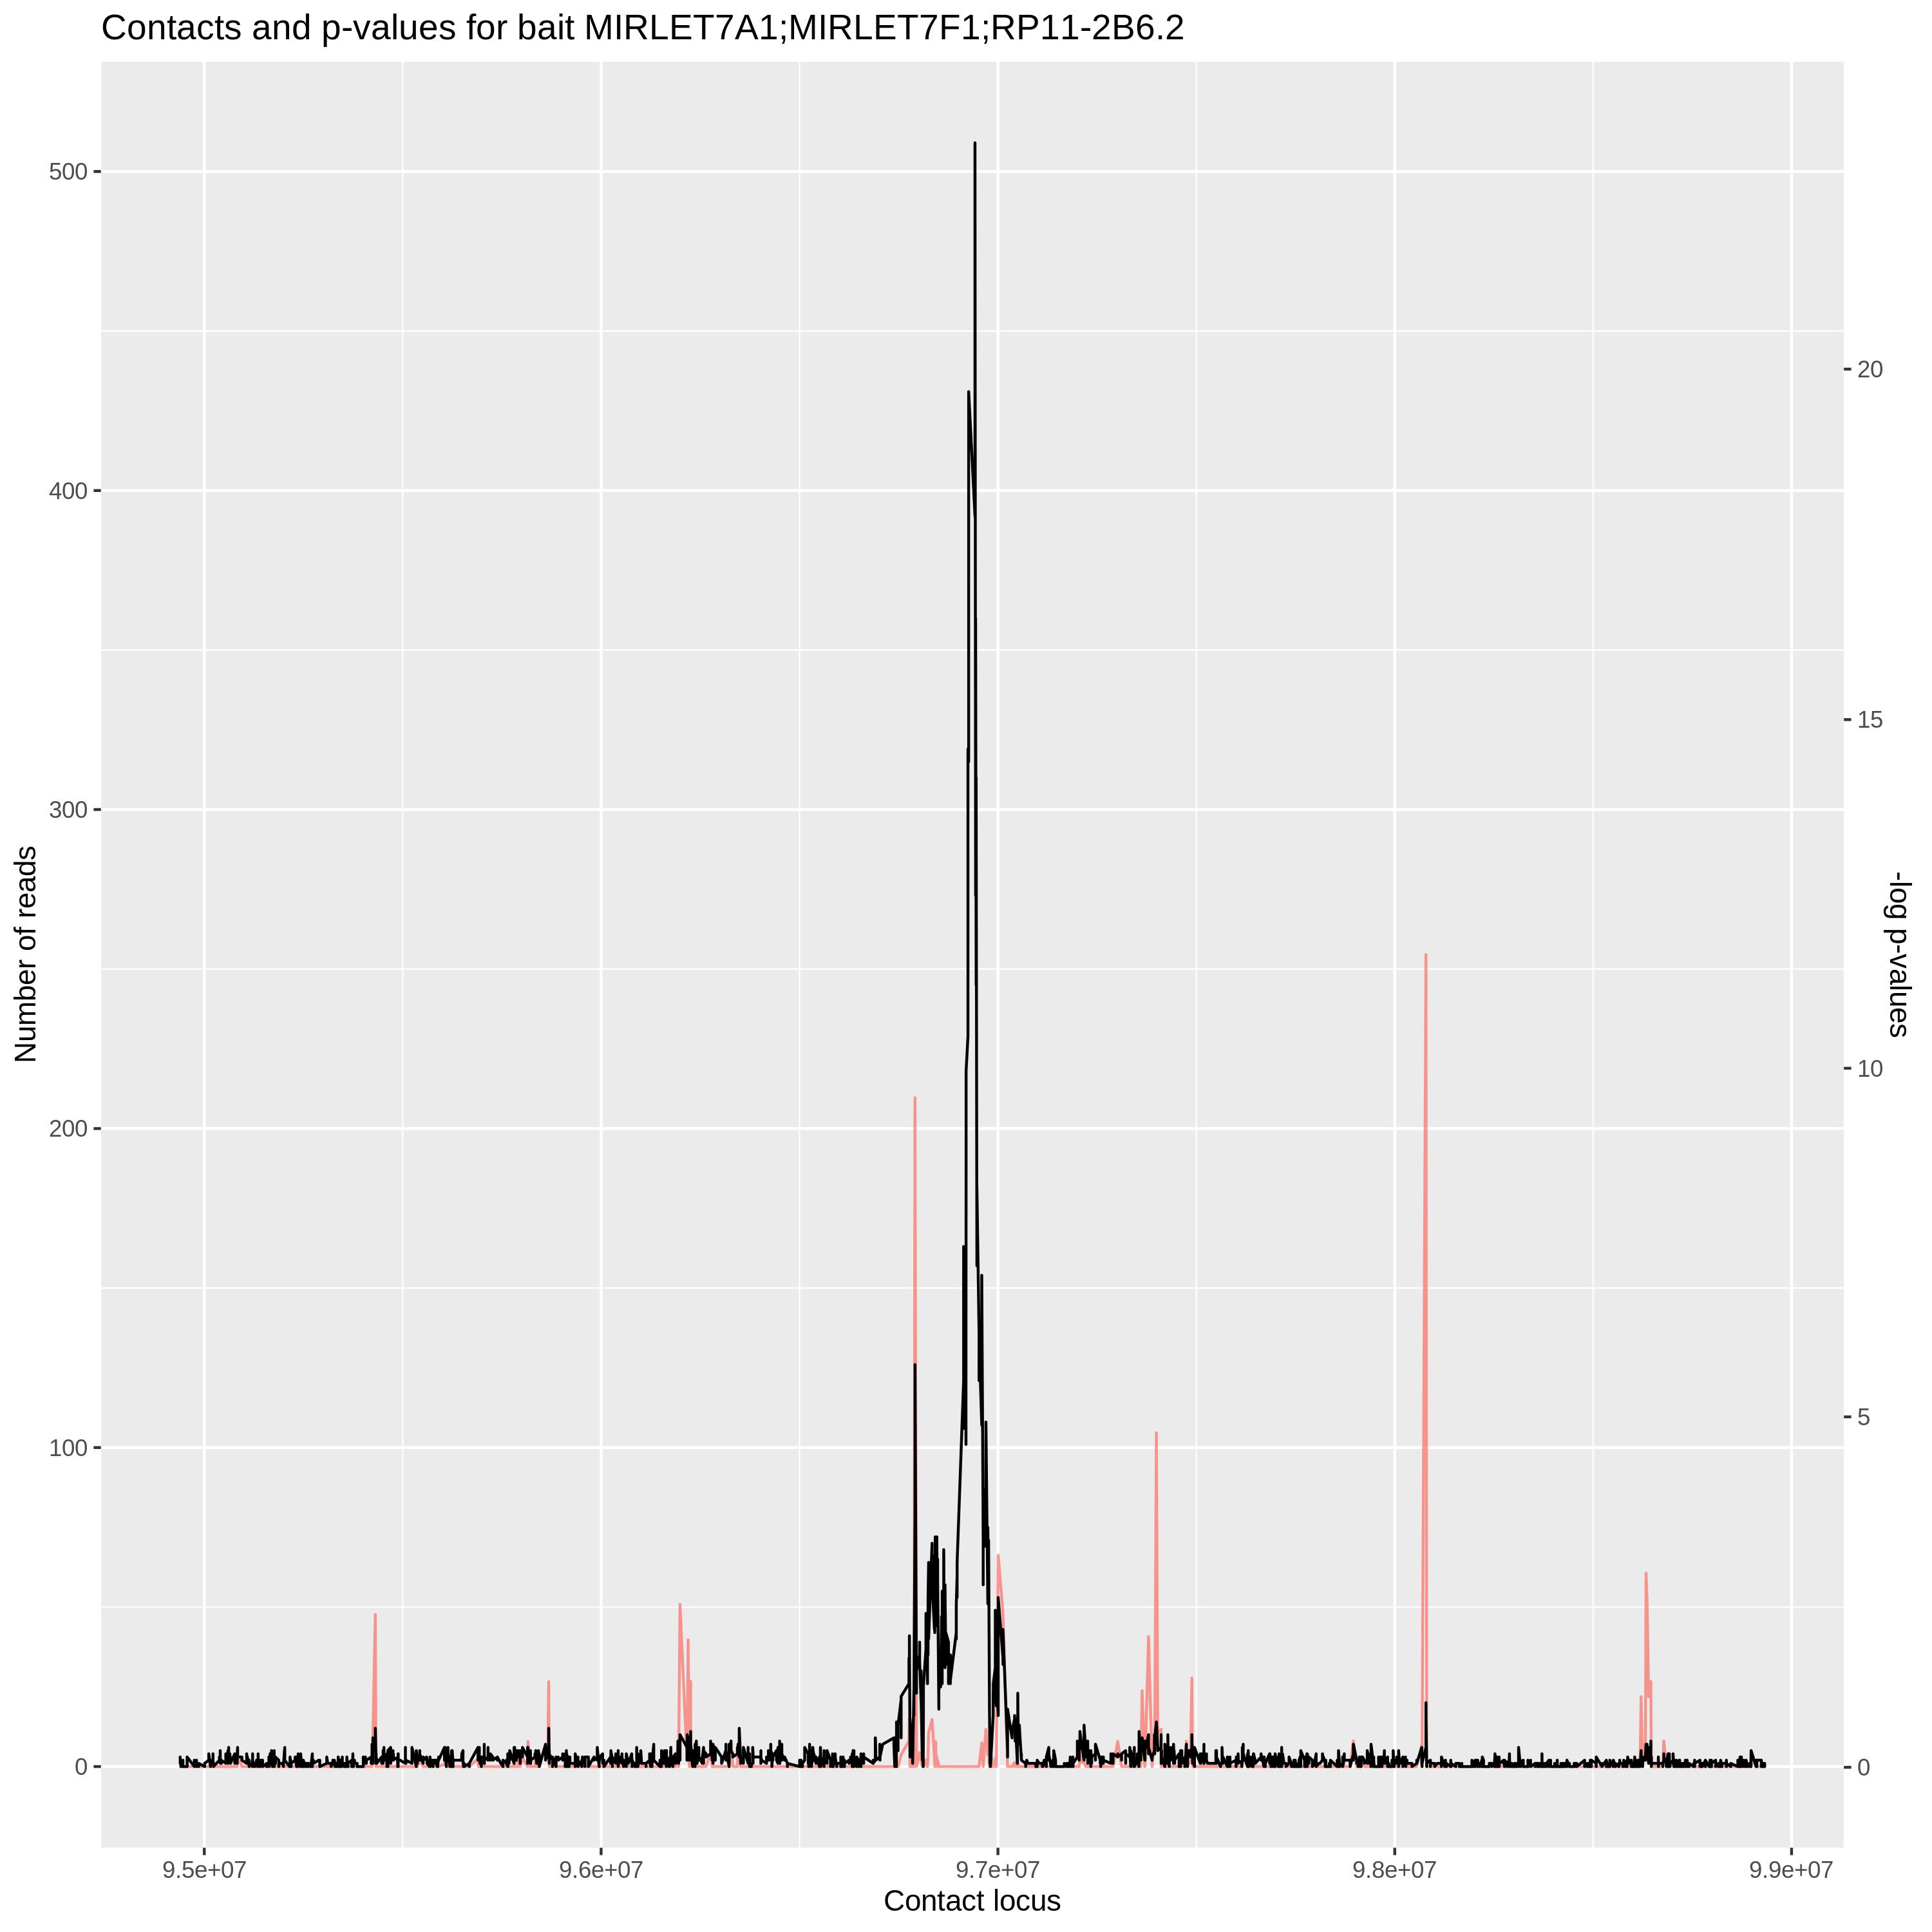 Contacts and p-values for bait MIRLET7A1;MIRLET7F1;RP11-2B6.2
500
400
300
200
100
0
Number of reads
20
15
10
5
0
-log p-values
9.5e+07 9.6e+07 9.7e+07 9.8e+07 9.9e+07
Contact locus